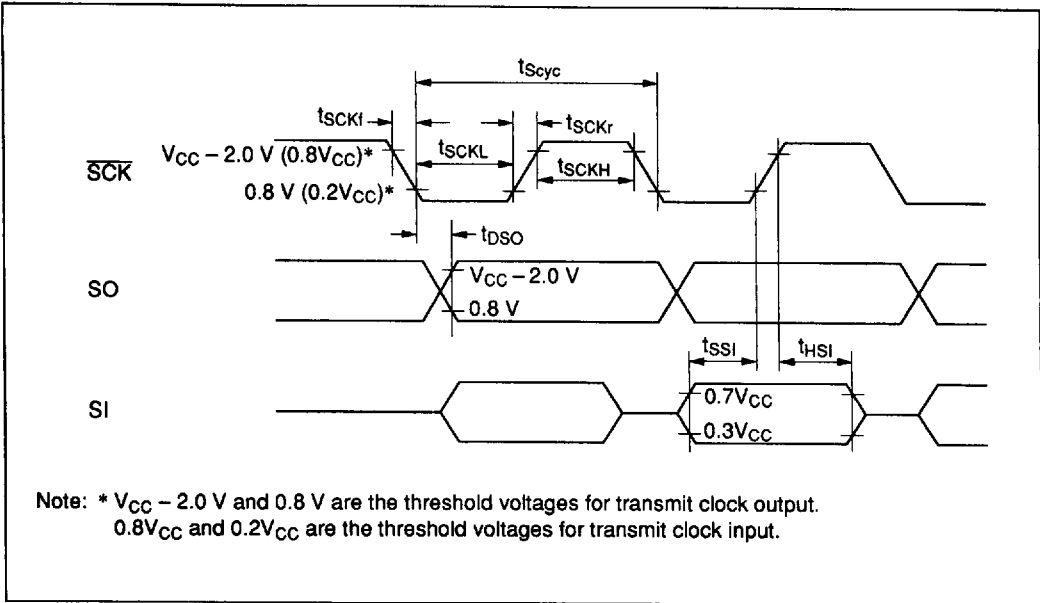 tScyc
tSCKf
tSCKr
VCC – 2.0 V (0.8VCC)*
tSCKL
SCK
tSCKH
0.8 V (0.2VCC)*
tDSO
VCC – 2.0 V
SO
0.8 V
tSSI
tHSI
0.7VCC
SI
0.3VCC
Note: * VCC – 2.0 V and 0.8 V are the threshold voltages for transmit clock output.
0.8VCC and 0.2VCC are the threshold voltages for transmit clock input.